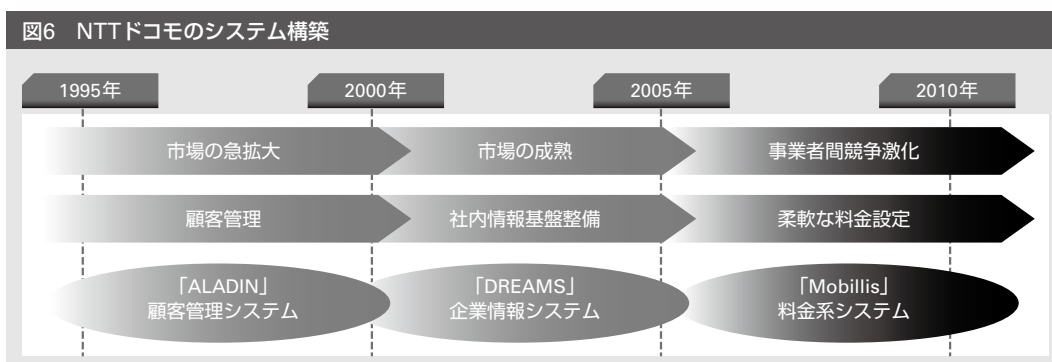 図6　NTTドコモのシステム構築
1995年
2000年
2005年
2010年
市場の急拡大
市場の成熟
事業者間競争激化
顧客管理
社内情報基盤整備
柔軟な料金設定
「ALADIN」
顧客管理システム
「DREAMS」
企業情報システム
「Mobillis」
料金系システム